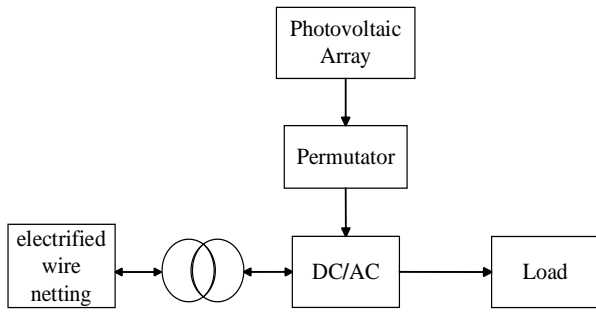 Photovoltaic
Array
Permutator
electrified
wire
netting
DC/AC
Load